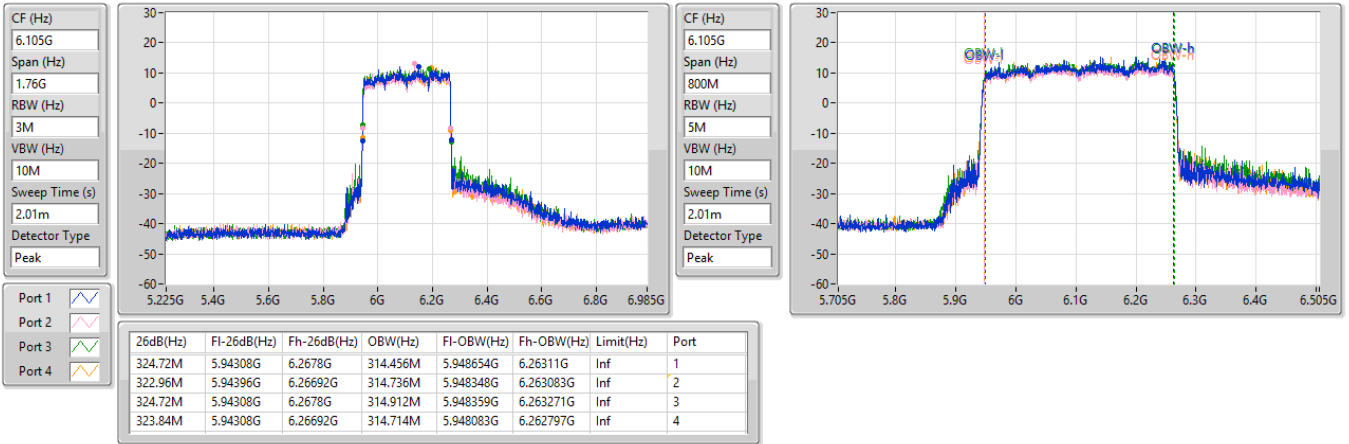 CF (Hz)
6.105G
Span (Hz)
1.76G
RBW (Hz)
3M
VBW (Hz)
10M
Sweep Time (s)
2.01m
Detector Type
Peak
30
20
10
0
-10
-20
-30
-40
-50
-60
5.225G 5.4G 5.6G 5.8G 6G 6.2G 6.4G 6.6G 6.8G 6.985G
CF (Hz)
6.105G
Span (Hz)
800M
RBW (Hz)
5M
VBW (Hz)
10M
Sweep Time (s)
2.01m
Detector Type
Peak
30
20
10
0
-10
-20
-30
-40
-50
-60
OBW-l
OBW-h
5.705G 5.8G 5.9G 6G 6.1G 6.2G 6.3G 6.4G 6.505G
Port 1
Port 2
Port 3
Port 4
26dB(Hz) Fl-26dB(Hz) Fh-26dB(Hz) OBW(Hz) Fl-OBW(Hz) Fh-OBW(Hz) Limit(Hz) Port
324.72M 5.94308G 6.2678G 314.456M 5.948654G 6.26311G Inf 1
322.96M 5.94396G 6.26692G 314.736M 5.948348G 6.263083G Inf 2
324.72M 5.94308G 6.2678G 314.912M 5.948359G 6.263271G Inf 3
323.84M 5.94308G 6.26692G 314.714M 5.948083G 6.262797G Inf 4